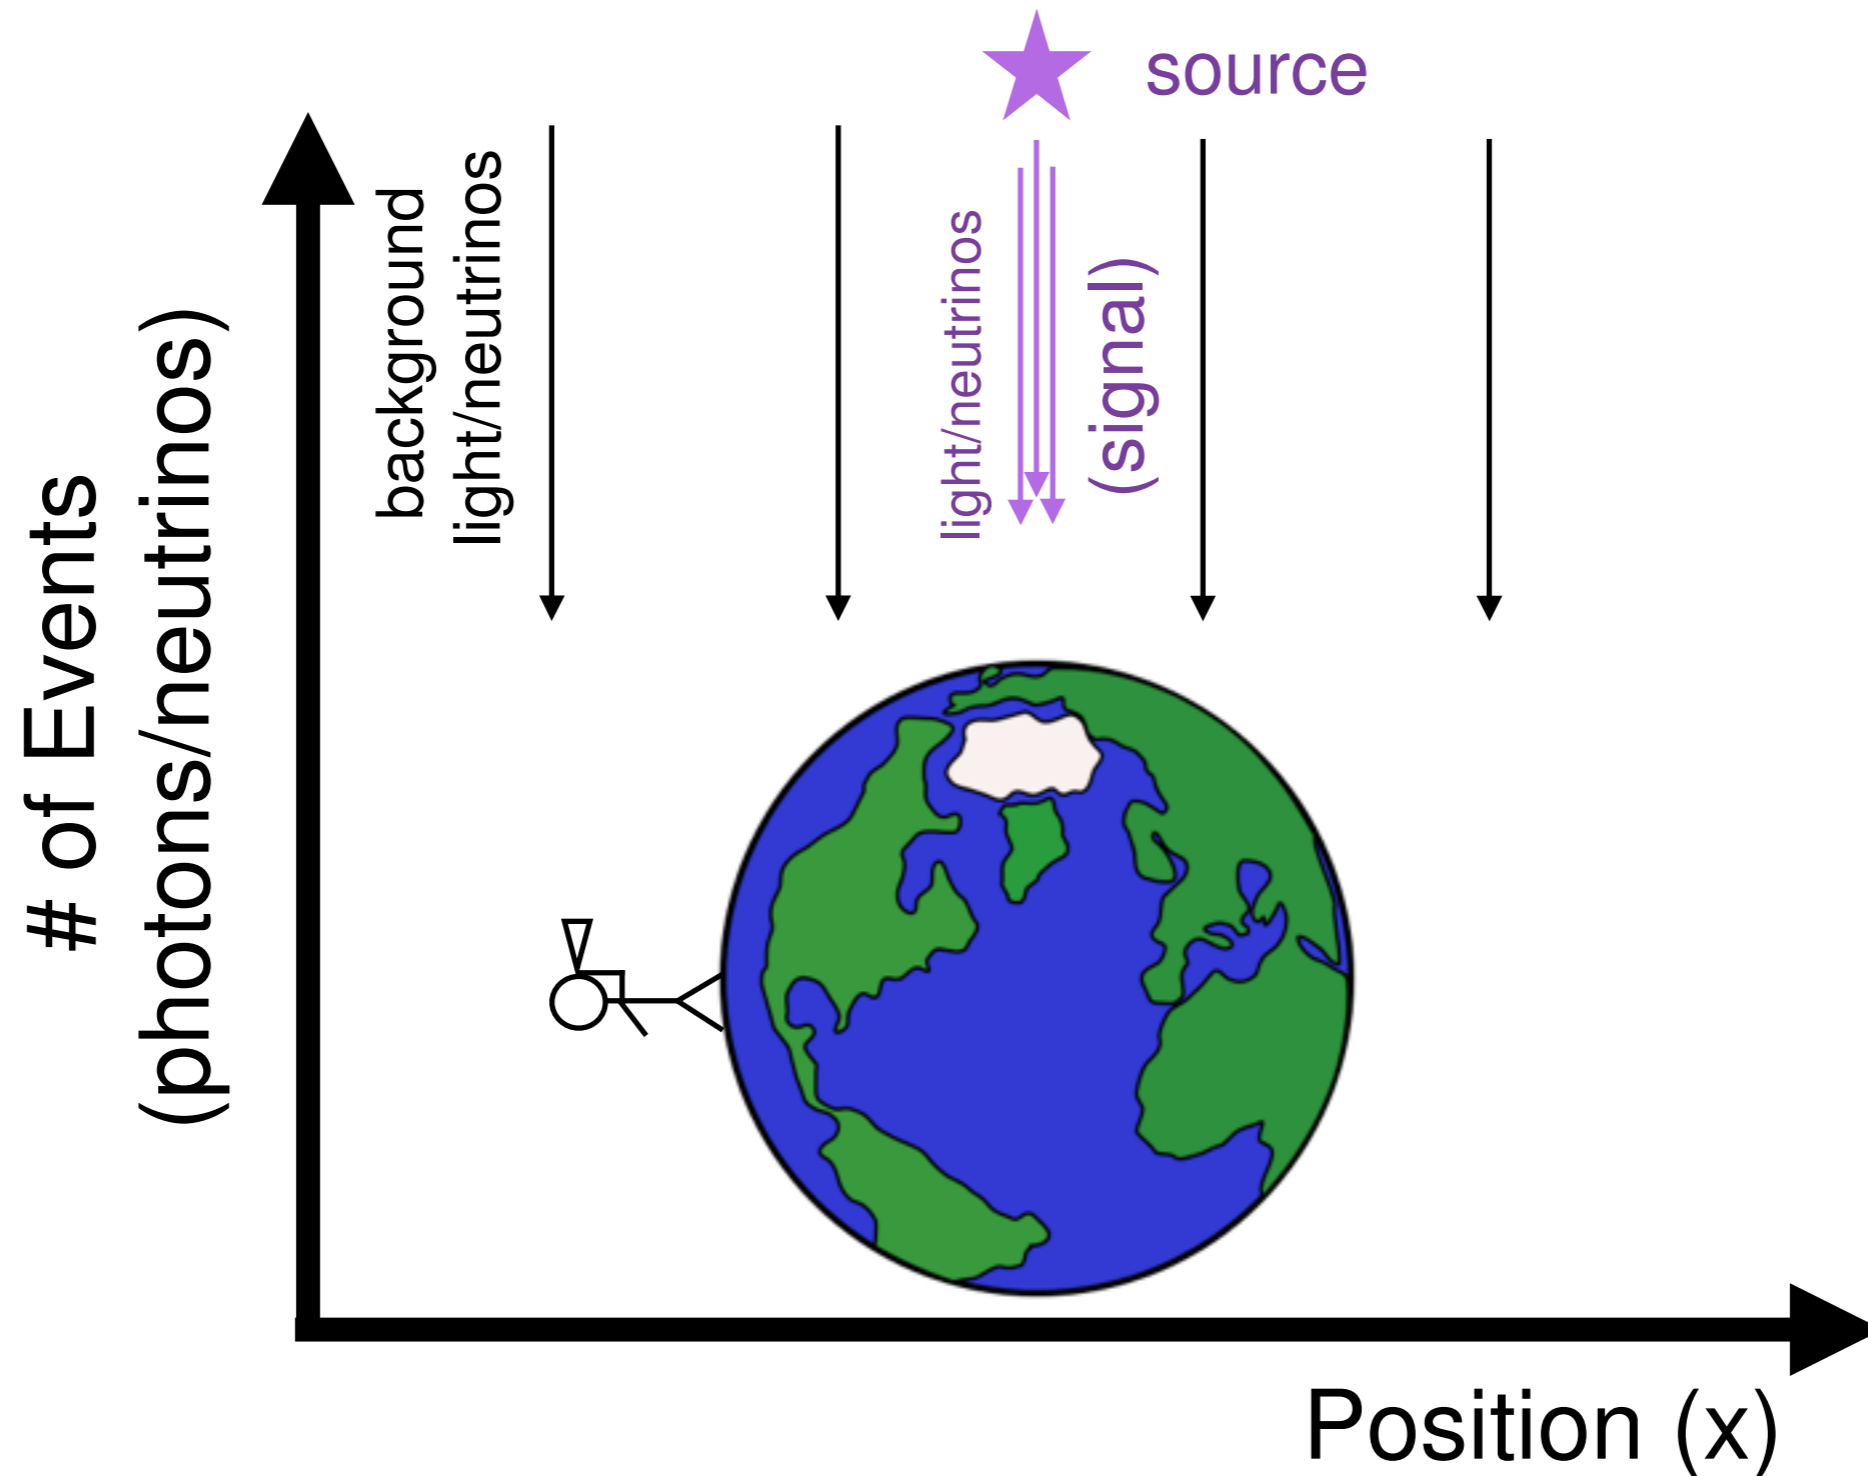 source
background
light/neutrinos
light/neutrinos
(signal)
# of Events
(photons/neutrinos)
Position (x)